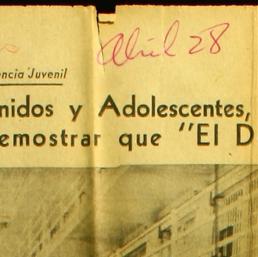 Abril 28
encia Juvenil
nidos y Adolescentes,
emostrar que "El D